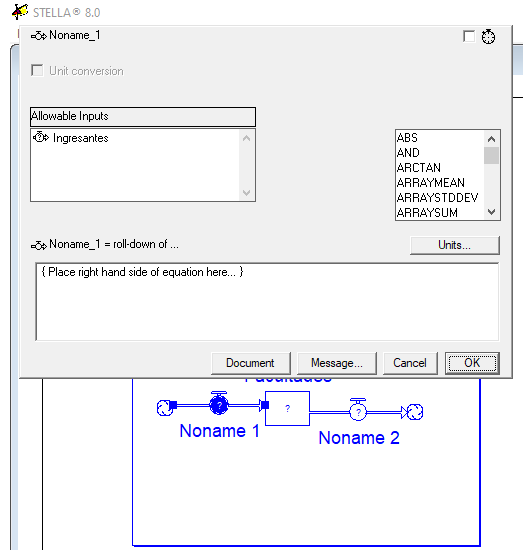 STELLA® 8.0
Noname_1
Unit conversion
Allowable Inputs
Ingresantes
ABS
AND
ARCTAN
ARRAYMEAN
ARRAYSTDDEV
ARRAYSUM
Noname_1 = roll-down of ...
Units...
{ Place right hand side of equation here... }
Document
Message...
Cancel
OK
?
?
?
Noname 1
Noname 2